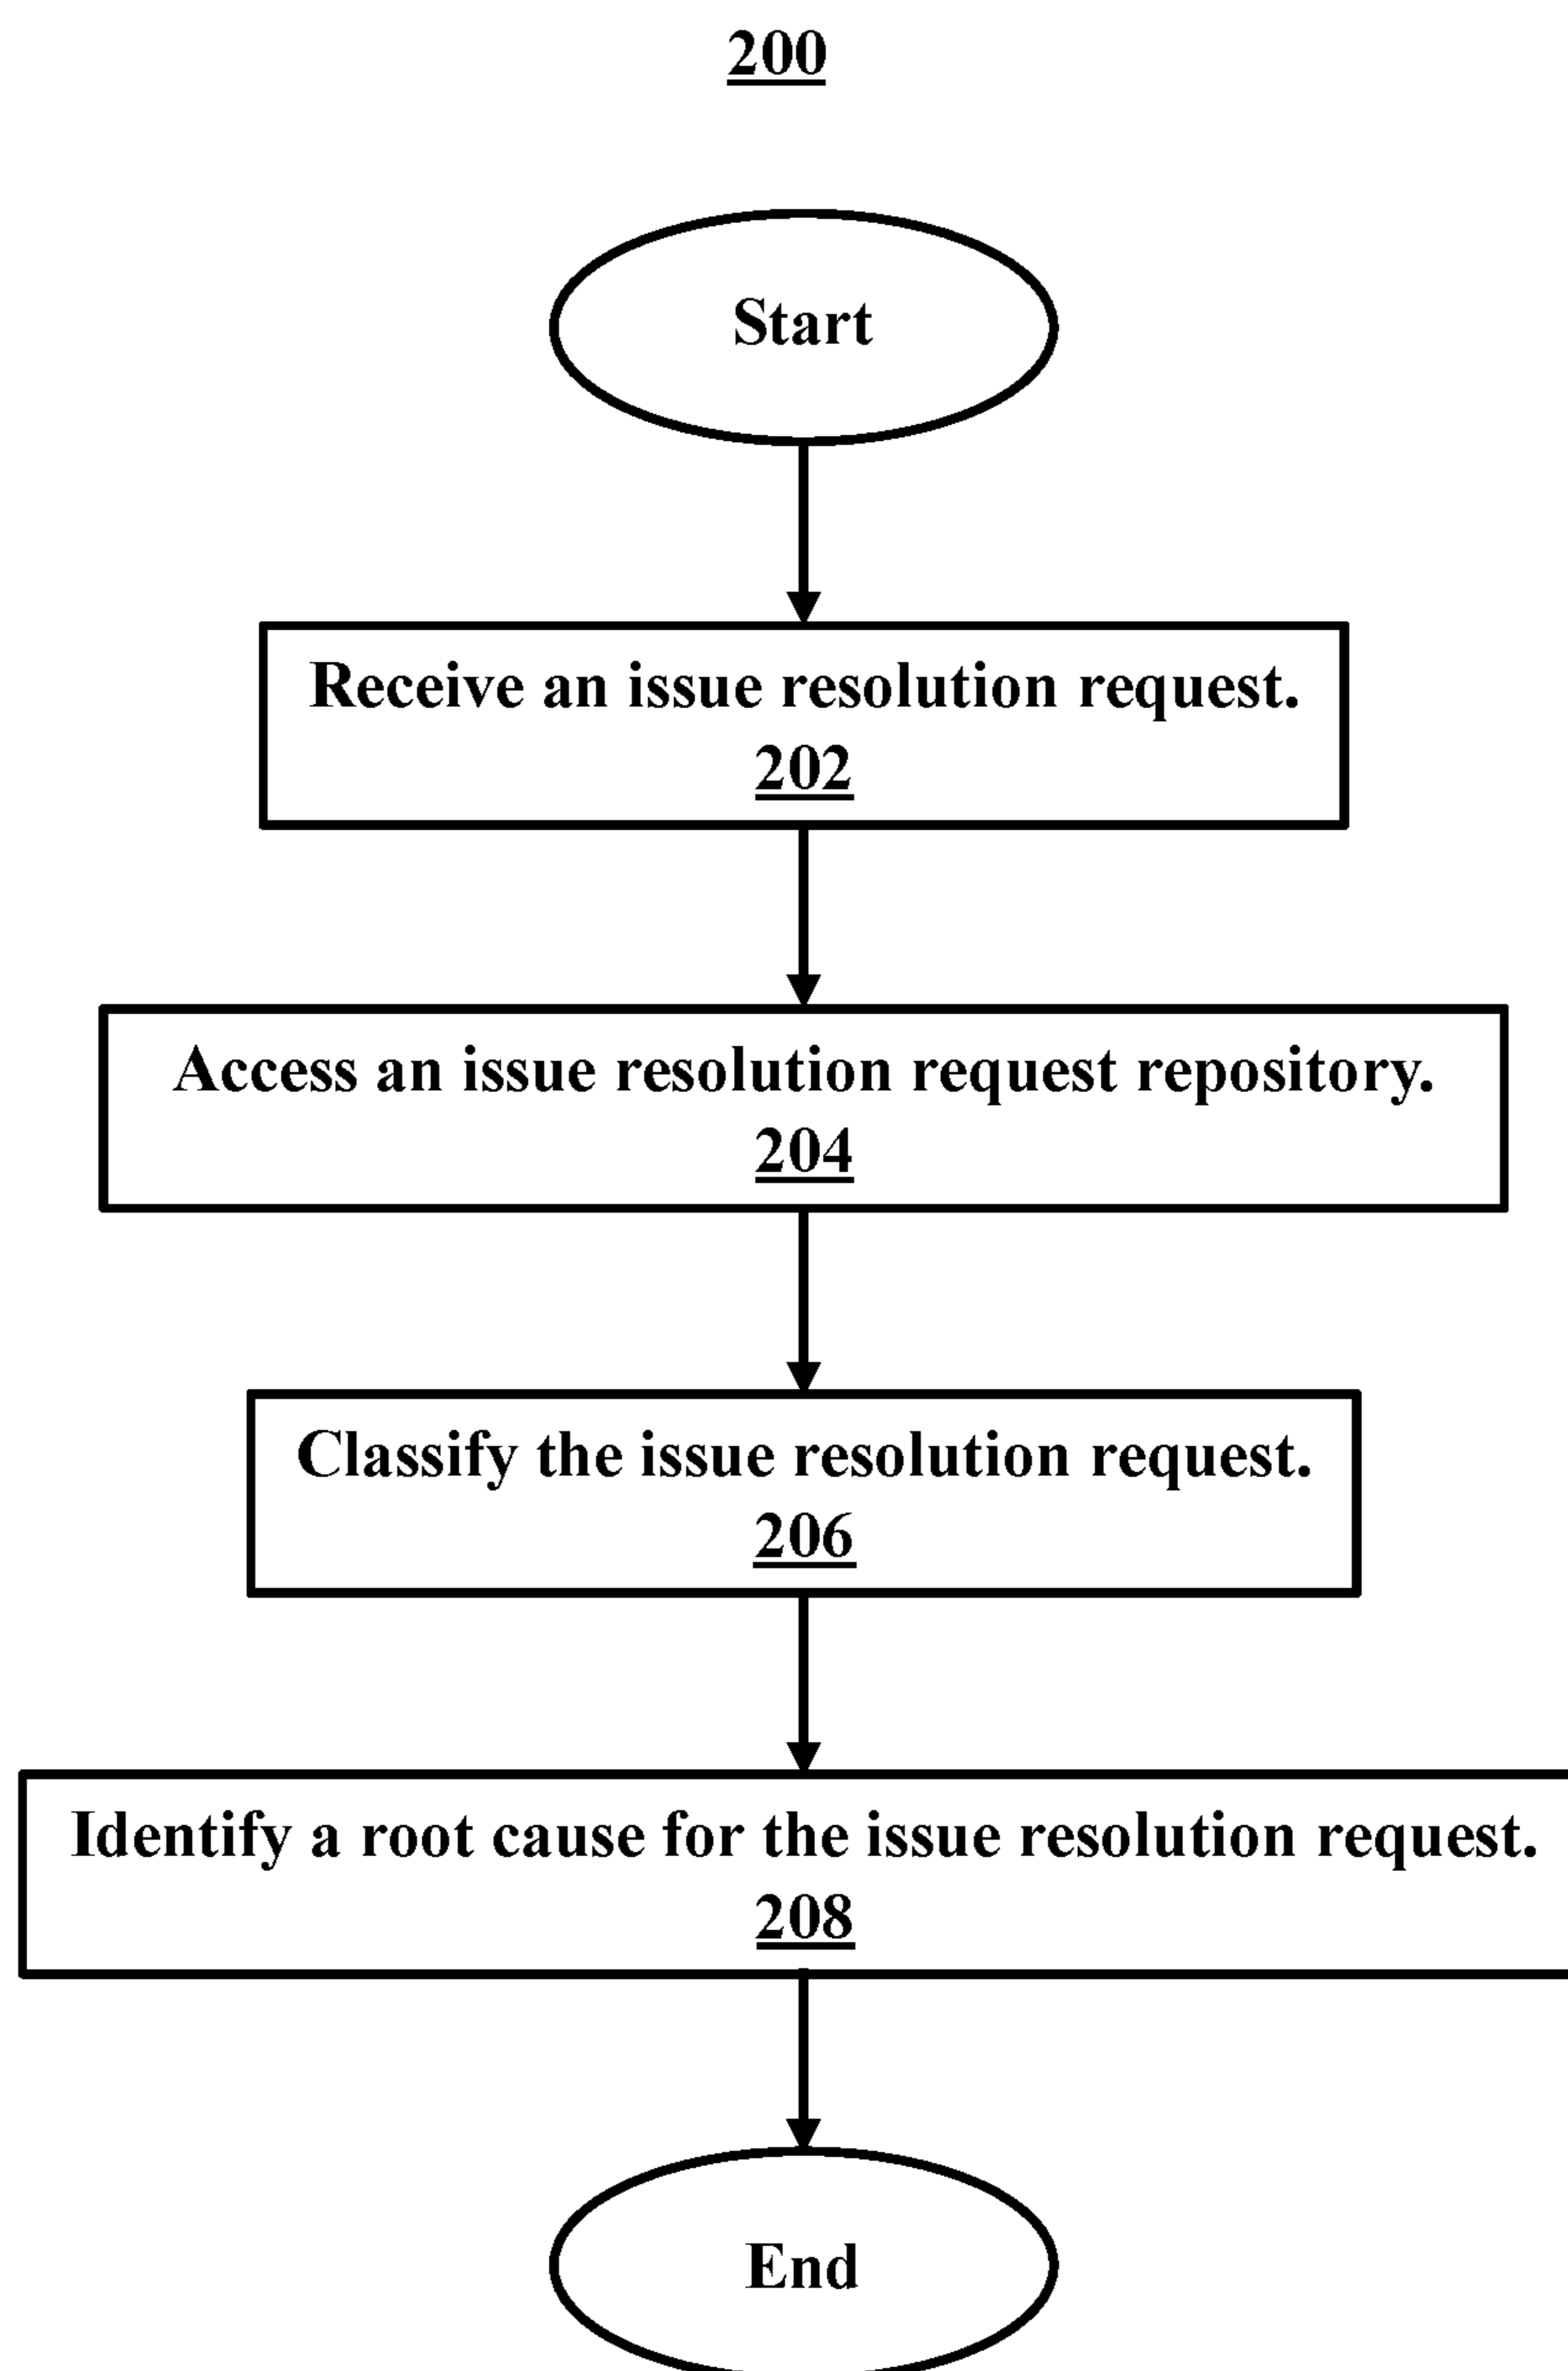 200
Start
Receive an issue resolution request.
202
Access an issue resolution request repository.
204
Classify the issue resolution request.
206
Identify a root cause for the issue resolution request.
208
End